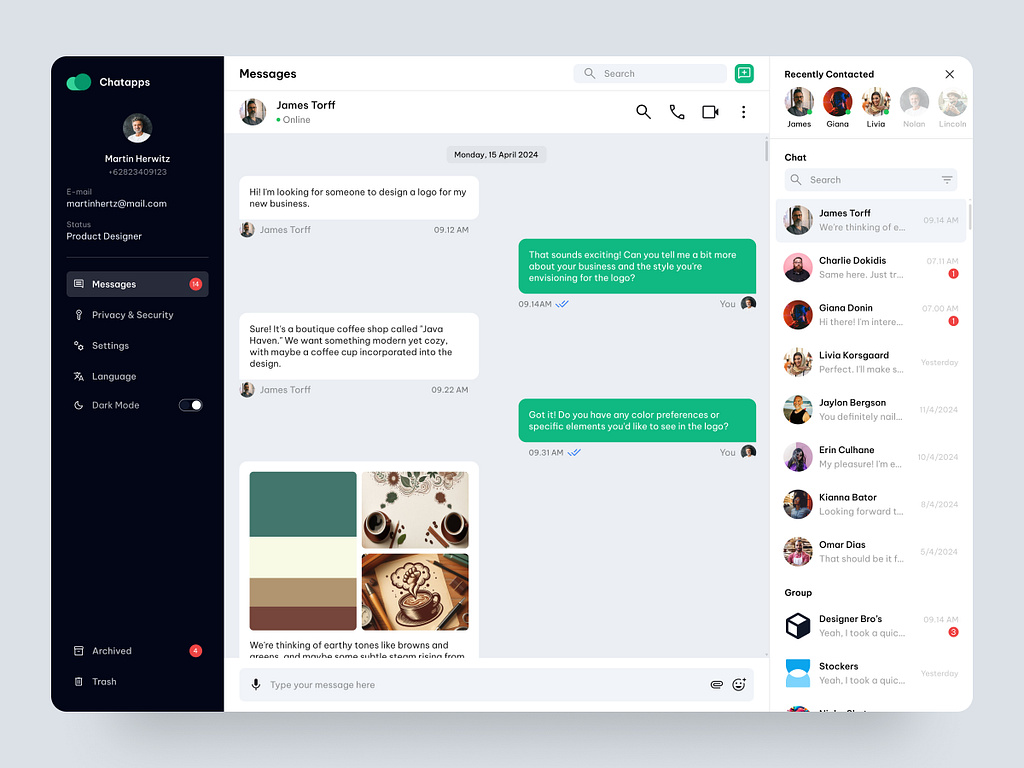 Chatapps
Martin Herwitz
+62823409123
E-mail
martinhertz@mail.com
Status
Product Designer
Messages
14
Privacy & Security
Settings
Language
Dark Mode
Archived
4
Trash
Messages
Search
James Torff
Online
Monday, 15 April 2024
Hi! I'm looking for someone to design a logo for my
new business.
James Torff
09.12 AM
That sounds exciting! Can you tell me a bit more
about your business and the style you're
envisioning for the logo?
09.14AM
You
Sure! It's a boutique coffee shop called "Java
Haven." We want something modern yet cozy,
with maybe a coffee cup incorporated into the
design.
James Torff
09.22 AM
Got it! Do you have any color preferences or
specific elements you'd like to see in the logo?
09.31 AM
You
We're thinking of earthy tones like browns and
greens, and maybe some subtle steam rising from
Type your message here
Recently Contacted
James
Giana
Livia
Nolan
Lincoln
Chat
Search
James Torff
09.14 AM
We're thinking of e...
Charlie Dokidis
07.11 AM
Same here. Just tr...
1
Giana Donin
07.00 AM
Hi there! I'm intere...
1
Livia Korsgaard
Perfect. I'll make s...
Yesterday
Jaylon Bergson
You definitely nail...
11/4/2024
Erin Culhane
My pleasure! I'm e...
10/4/2024
Kianna Bator
Looking forward t...
8/4/2024
Omar Dias
That should be it f...
5/4/2024
Group
Designer Bro's
09.14 AM
Yeah, I took a quic...
3
Stockers
Yeah, I took a quic...
Yesterday